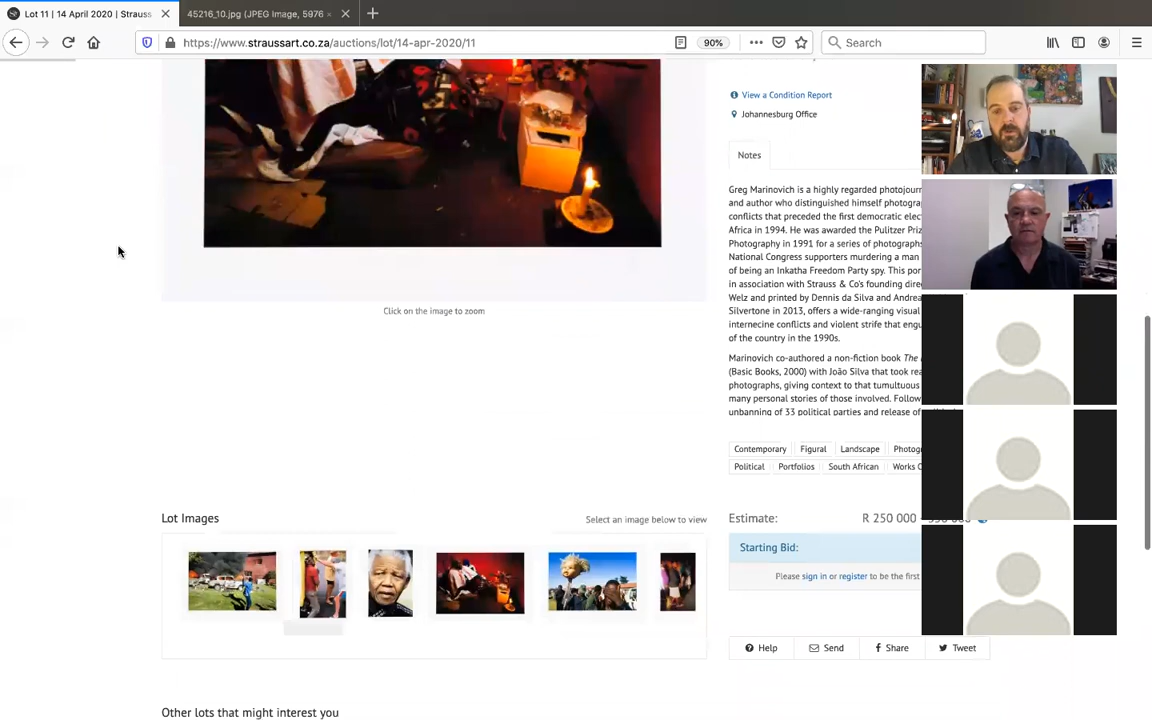 Lot 11 | 14 April 2020 | Strauss
45216_10.jpg (JPEG Image, 5976 ×
https://www.straussart.co.za/auctions/lot/14-apr-2020/11
90%
Search
View a Condition Report
Johannesburg Office
Notes
Greg Marinovich is a highly regarded photojourn
and author who distinguished himself photograp
conflicts that preceded the first democratic elec
Africa in 1994. He was awarded the Pulitzer Priz
Photography in 1991 for a series of photographs
National Congress supporters murdering a man
of being an Inkatha Freedom Party spy. This por
in association with Strauss & Co's founding dire
Welz and printed by Dennis da Silva and Andrea
Silvertone in 2013, offers a wide-ranging visual
internecine conflicts and violent strife that engu
of the country in the 1990s.
Marinovich co-authored a non-fiction book The
(Basic Books, 2000) with João Silva that took rea
photographs, giving context to that tumultuous
many personal stories of those involved. Follow
unbanning of 33 political parties and release of
Click on the image to zoom
Contemporary Figural Landscape Photog
Political Portfolios South African Works
Lot Images
Select an image below to view
Estimate: R 250 000
Starting Bid:
Please sign in or register to be the first
Help Send Share Tweet
Other lots that might interest you